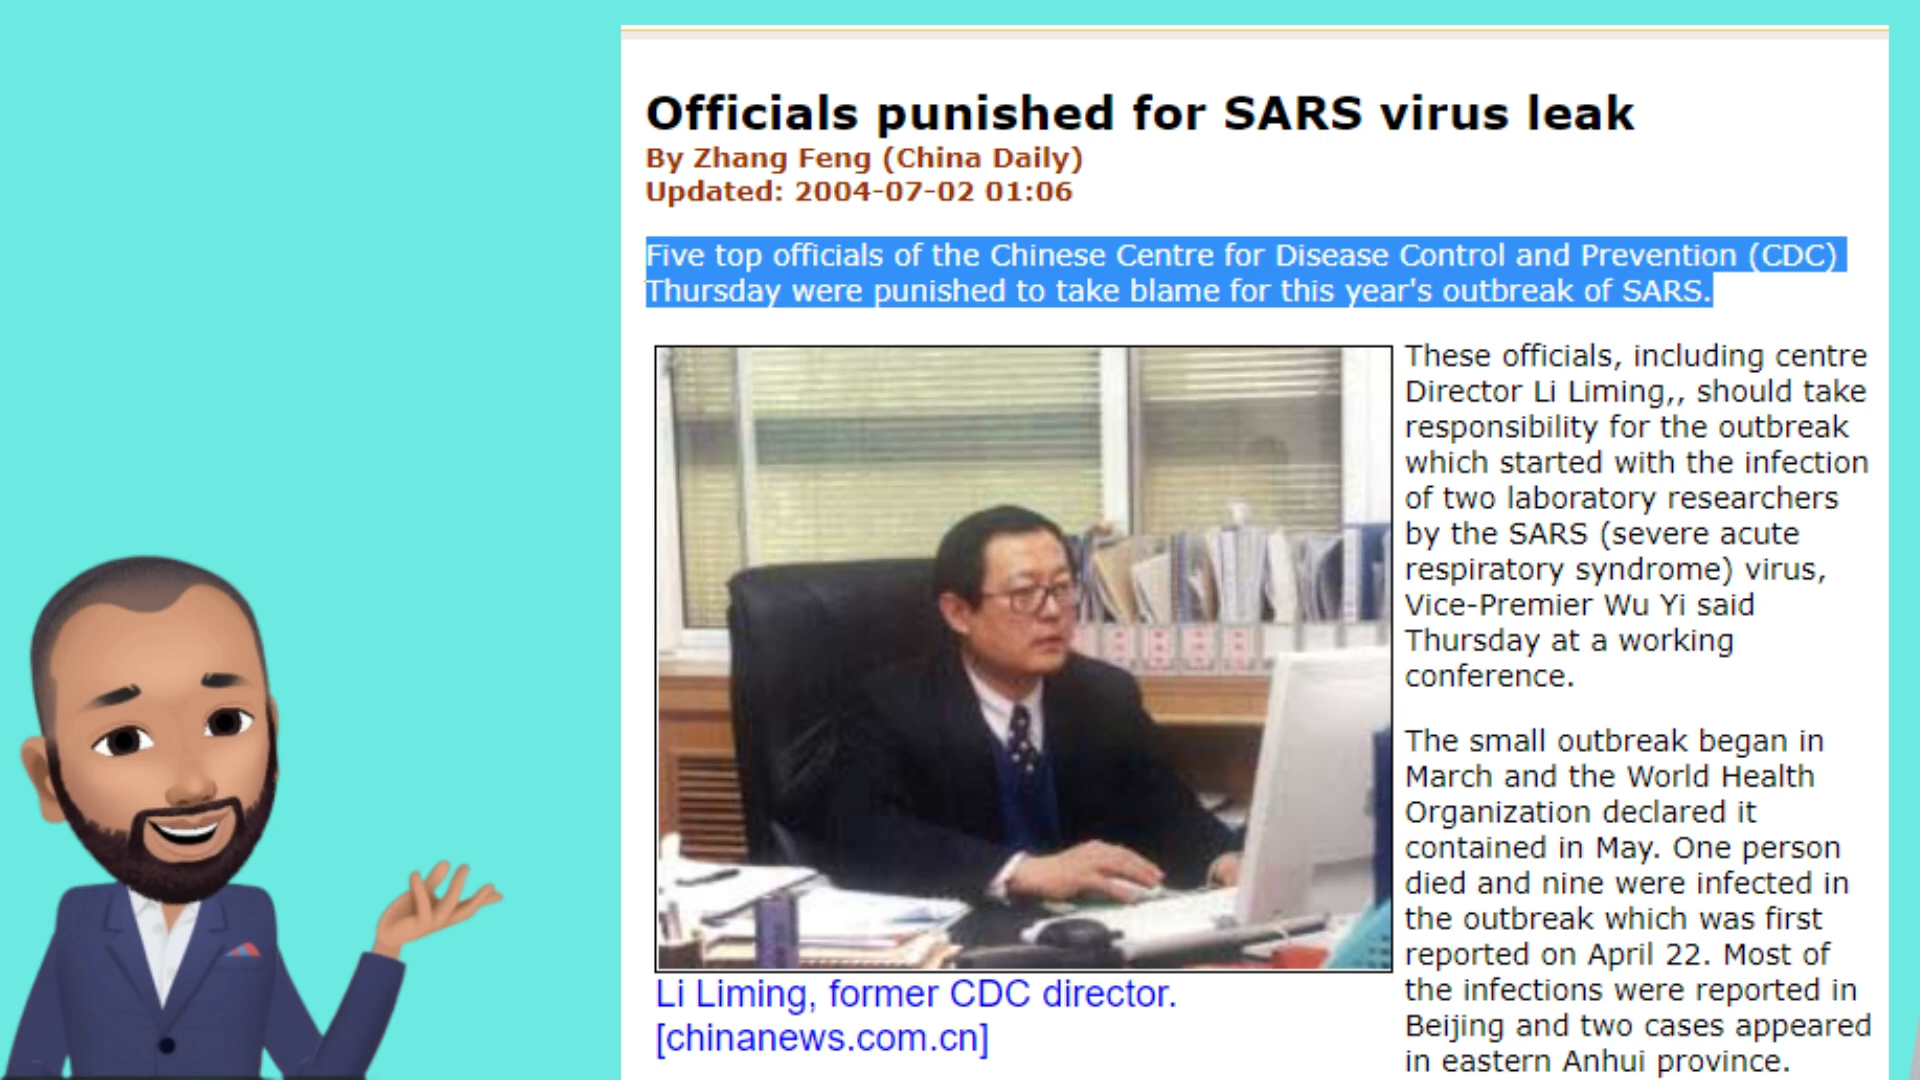 Officials punished for SARS virus leak
By Zhang Feng (China Daily)
Updated: 2004-07-02 01:06
Five top officials of the Chinese Centre for Disease Control and Prevention (CDC)
Thursday were punished to take blame for this year's outbreak of SARS.
These officials, including centre
Director Li Liming,, should take
responsibility for the outbreak
which started with the infection
of two laboratory researchers
by the SARS (severe acute
respiratory syndrome) virus,
Vice-Premier Wu Yi said
Thursday at a working
conference.
The small outbreak began in
March and the World Health
Organization declared it
contained in May. One person
died and nine were infected in
the outbreak which was first
reported on April 22. Most of
the infections were reported in
Beijing and two cases appeared
in eastern Anhui province.
Li Liming, former CDC director.
[chinanews.com.cn]